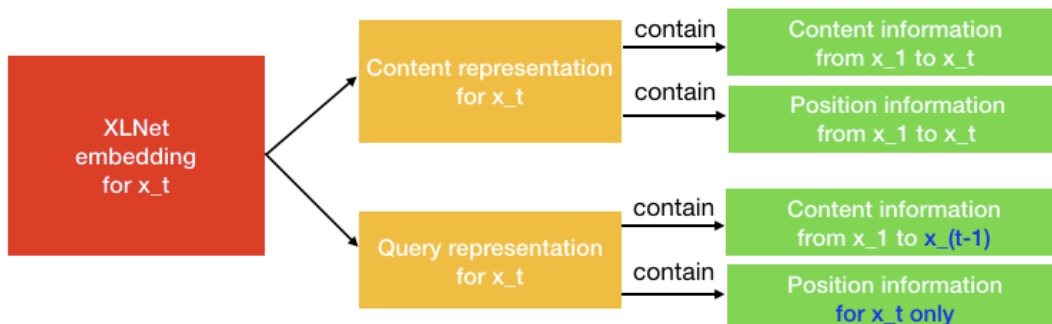 XLNet
embedding
for x_t
Content representation
for x_t
contain
Content information
from x_1 to x_t
contain
Position information
from x_1 to x_t
Query representation
for x_t
contain
Content information
from x_1 to x_(t-1)
contain
Position information
for x_t only